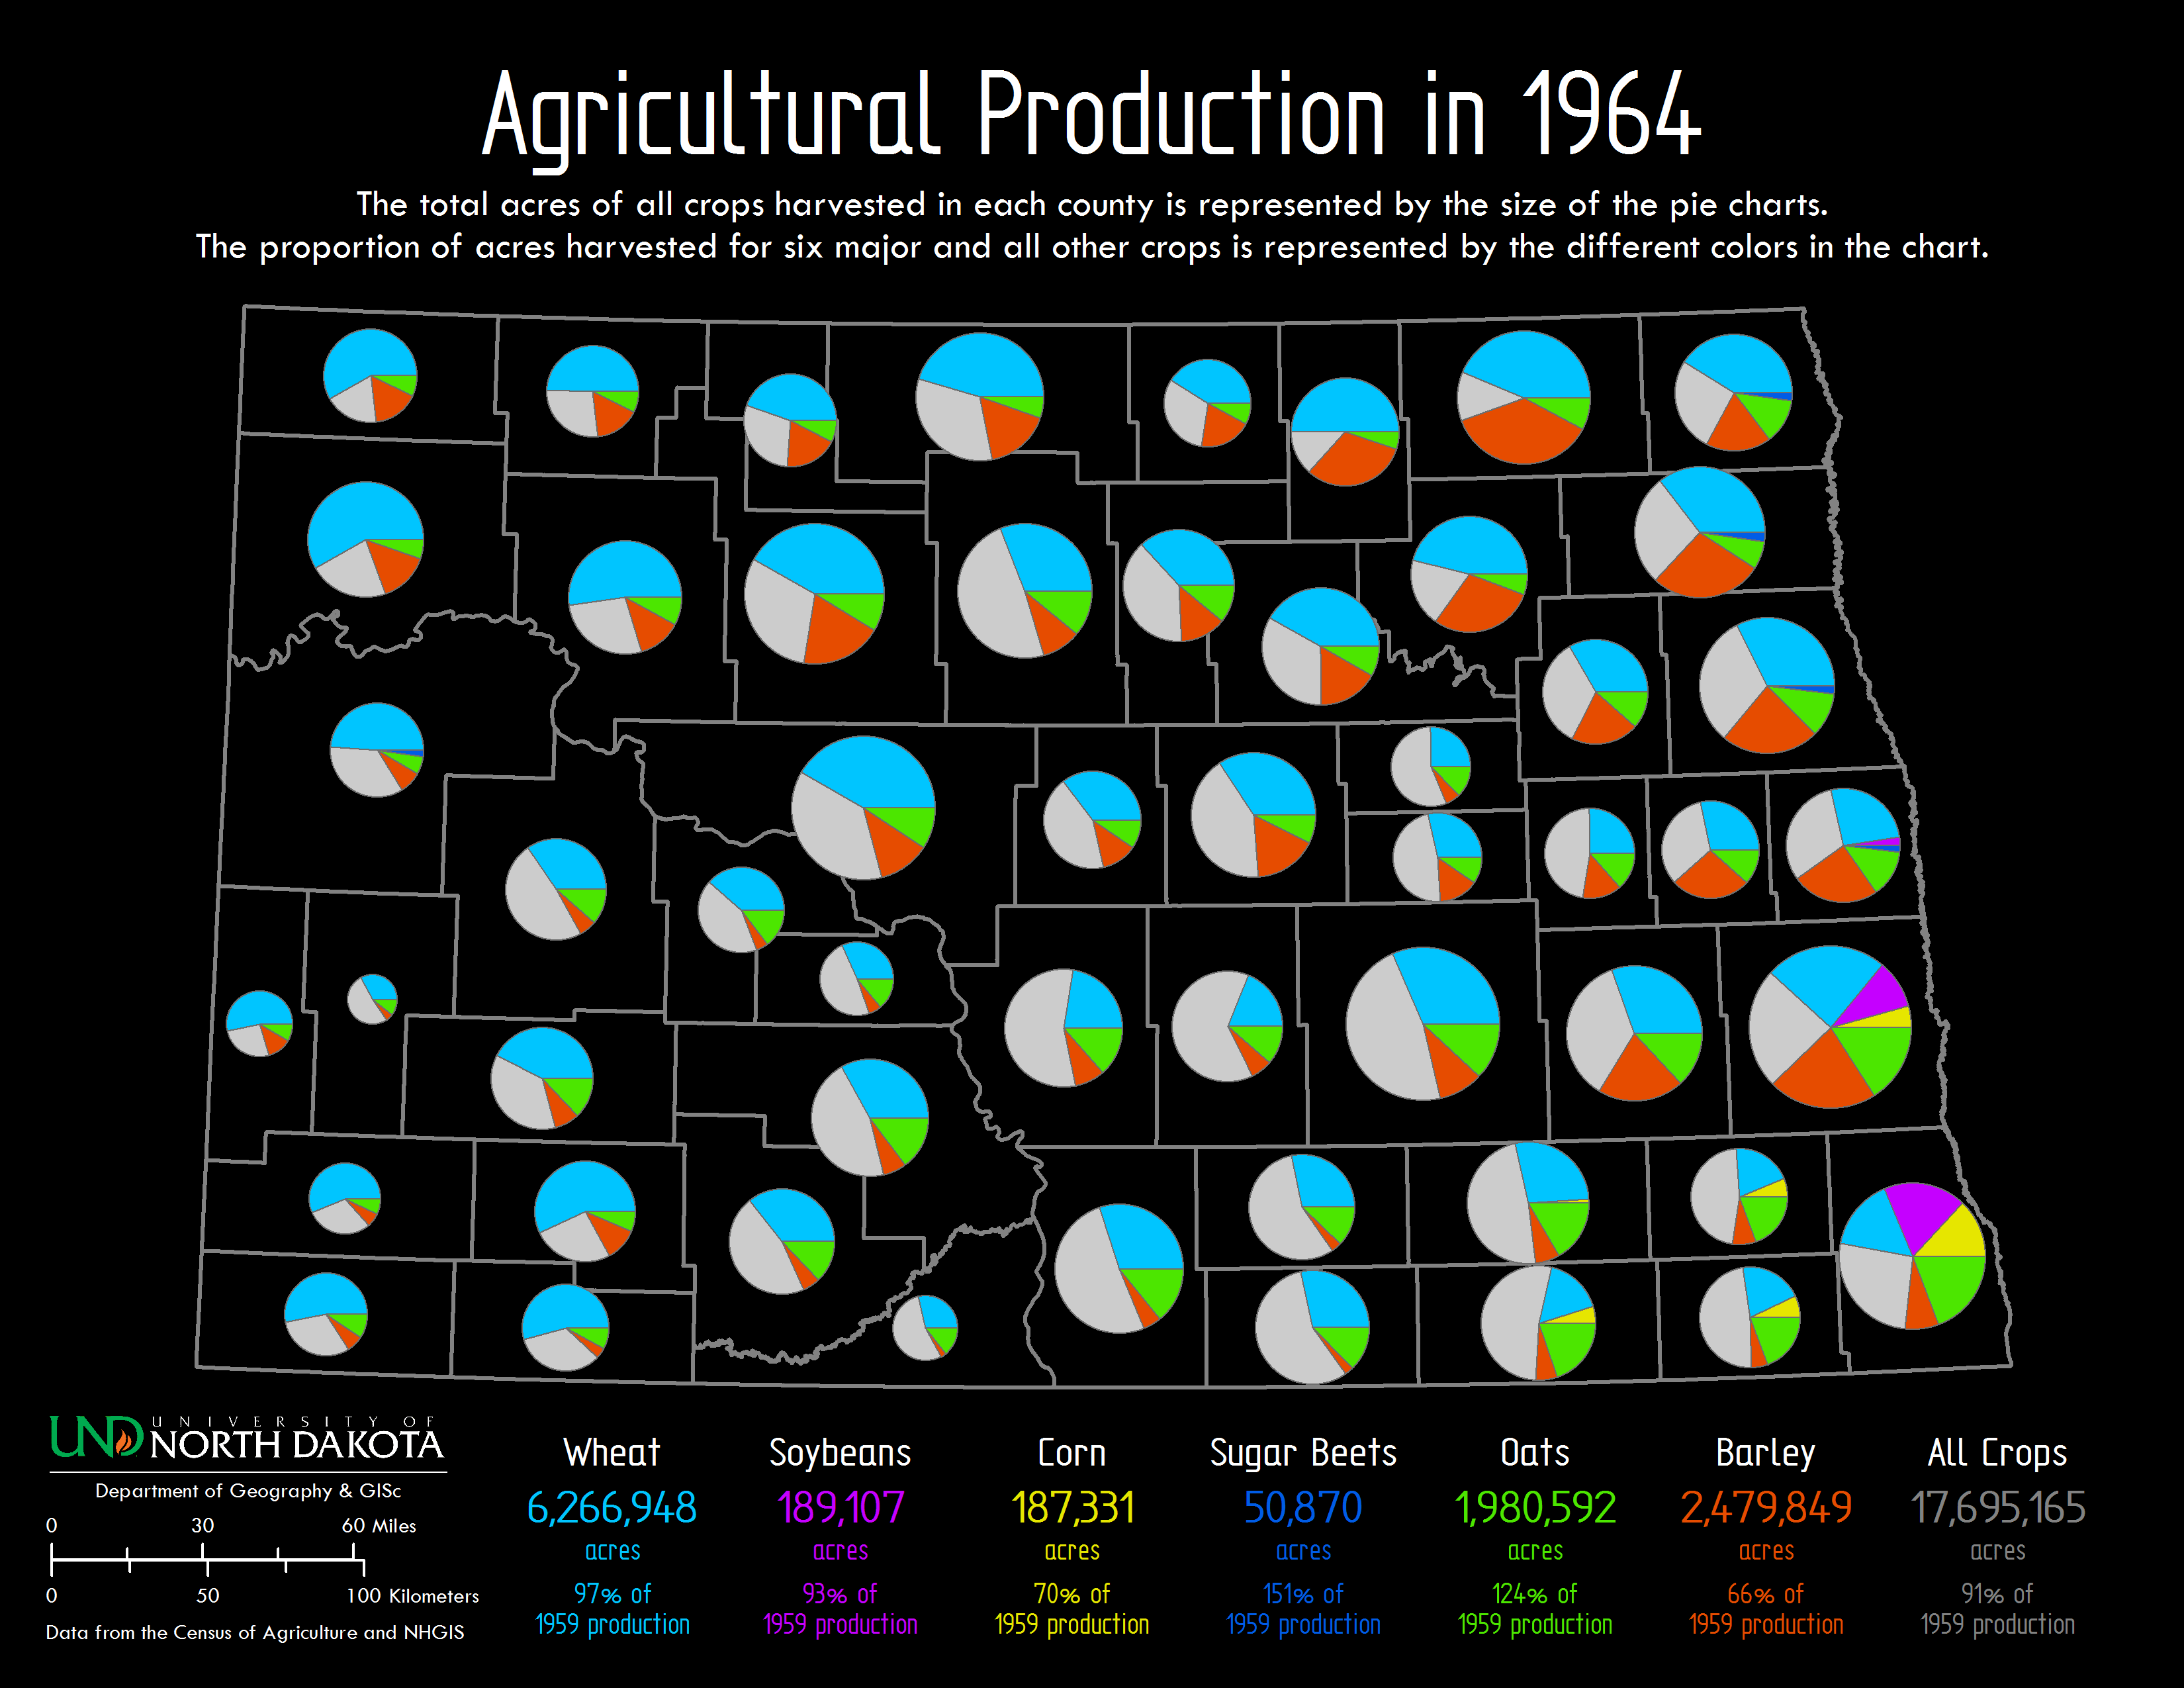 Agricultural Production in 1964
The total acres of all crops harvested in each county is represented by the size of the pie charts.
The proportion of acres harvested for six major and all other crops is represented by the different colors in the chart.
UND UNIVERSITY OF
NORTH DAKOTA
Department of Geography & GISc
0 30 60 Miles
0 50 100 Kilometers
Data from the Census of Agriculture and NHGIS
Wheat
6,266,948
acres
97% of
1959 production
Soybeans
189,107
acres
93% of
1959 production
Corn
187,331
acres
70% of
1959 production
Sugar Beets
50,870
acres
151% of
1959 production
Oats
1,980,592
acres
124% of
1959 production
Barley
2,479,849
acres
66% of
1959 production
All Crops
17,695,165
acres
91% of
1959 production